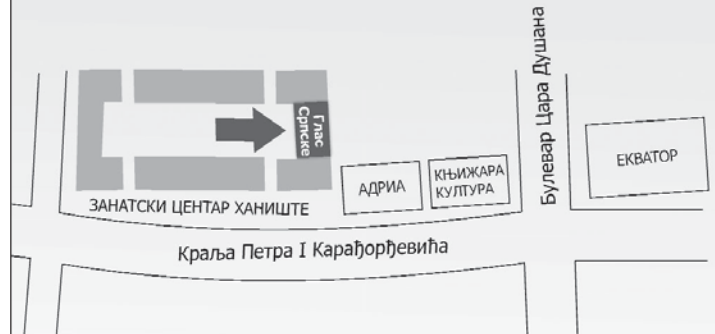 Булевар Цара Душана
Глас
Српске
ЕКВАТОР
КЊИЖАРА
КУЛТУРА
АДРИА
ЗАНАТСКИ ЦЕНТАР ХАНИШТЕ
Краља Петра I Карађорђевића